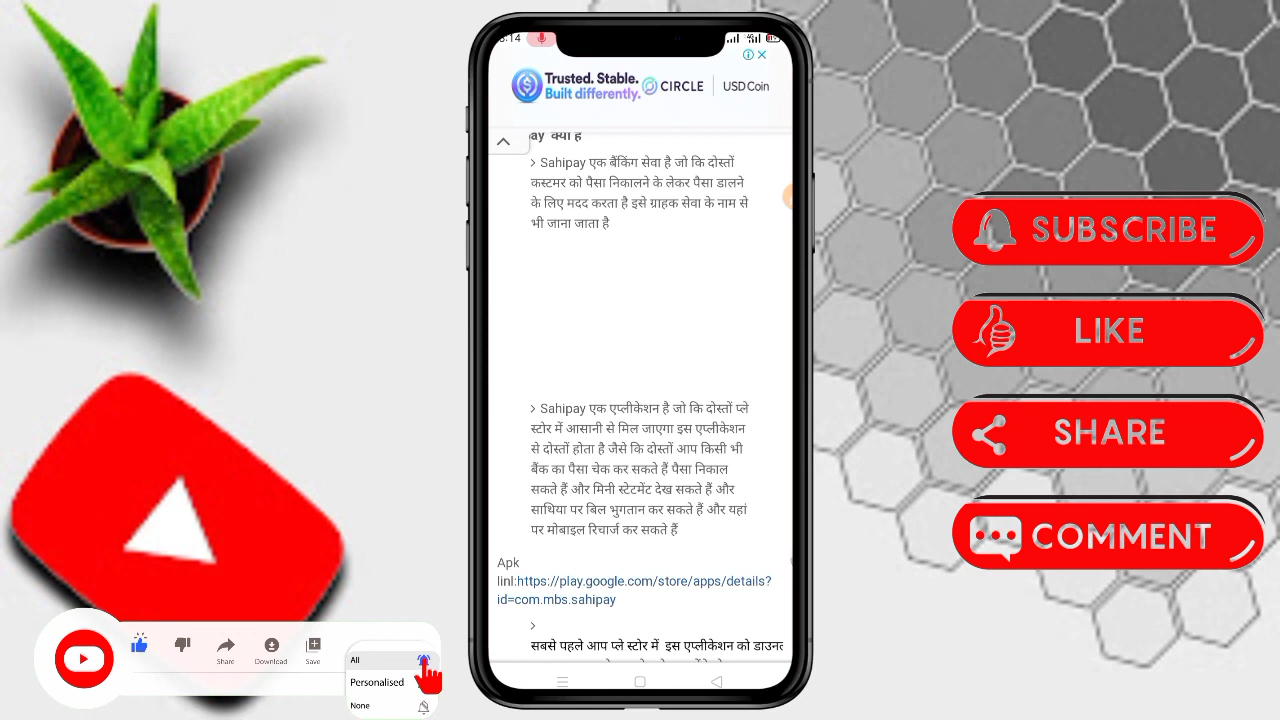 Trusted. Stable.
Built differently.
CIRCLE
USD Coin
ay क्या है
> Sahipay एक बैंकिंग सेवा है जो कि दोस्तों
कस्टमर को पैसा निकालने के लेकर पैसा डालने
के लिए मदद करता है इसे ग्राहक सेवा के नाम से
भी जाना जाता है
> Sahipay एक एप्लीकेशन है जो कि दोस्तों प्ले
स्टोर में आसानी से मिल जाएगा इस एप्लीकेशन
से दोस्तों होता है जैसे कि दोस्तों आप किसी भी
बैंक का पैसा चेक कर सकते हैं पैसा निकाल
सकते हैं और मिनी स्टेटमेंट देख सकते हैं और
साथिया पर बिल भुगतान कर सकते हैं और यहां
पर मोबाइल रिचार्ज कर सकते हैं
Apk
linl:https://play.google.com/store/apps/details?
id=com.mbs.sahipay
>
सबसे पहले आप प्ले स्टोर में इस एप्लीकेशन को
SUBSCRIBE
LIKE
SHARE
COMMENT
Share
Download
Save
All
Personalised
None